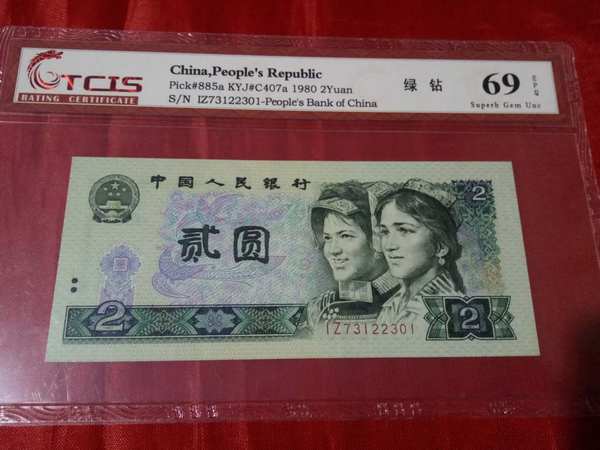 TCIS
RATING CERTIFICATE
China,People's Republic
Pick#885a KYJ#C407a 1980 2Yuan
S/N IZ73122301-People's Bank of China
绿 钻
69 EPQ
Superb Gem Unc
中国人民银行
2
贰圆
2
2
IZ73122301